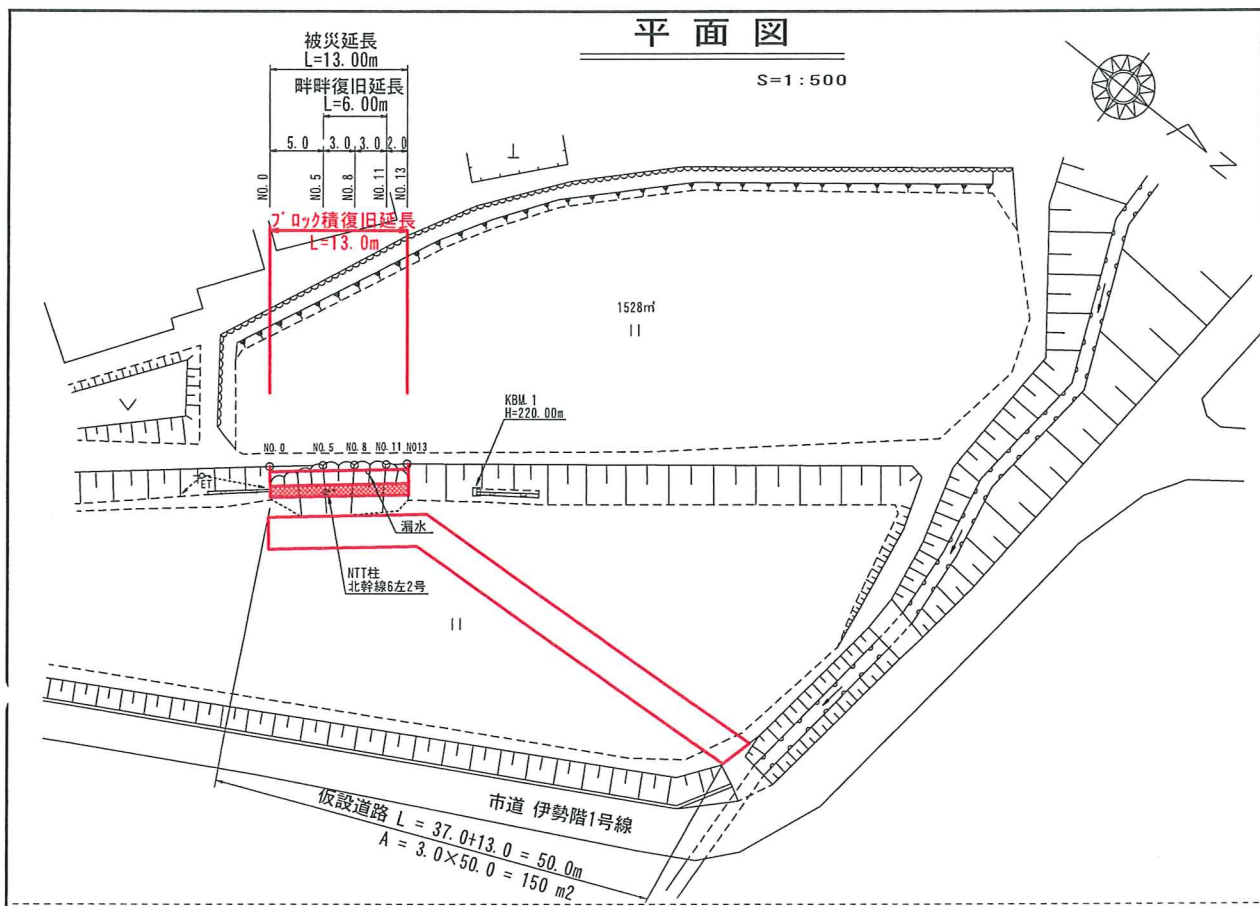 平面図
S=1:500
被災延長
L=13.00m
畦畔復旧延長
L=6.00m
5.0 3.0 3.0 2.0
NO.0 NO.5 NO.8 NO.11 NO.13
ブロック積復旧延長
L=13.0m
N
1528㎡
KBM.1
H=220.00m
NO.0 NO.5 NO.8 NO.11 NO13
ET
漏水
NTT柱
北幹線6左2号
市道 伊勢階1号線
仮設道路 L = 37.0+13.0 = 50.0m
A = 3.0×50.0 = 150 m2